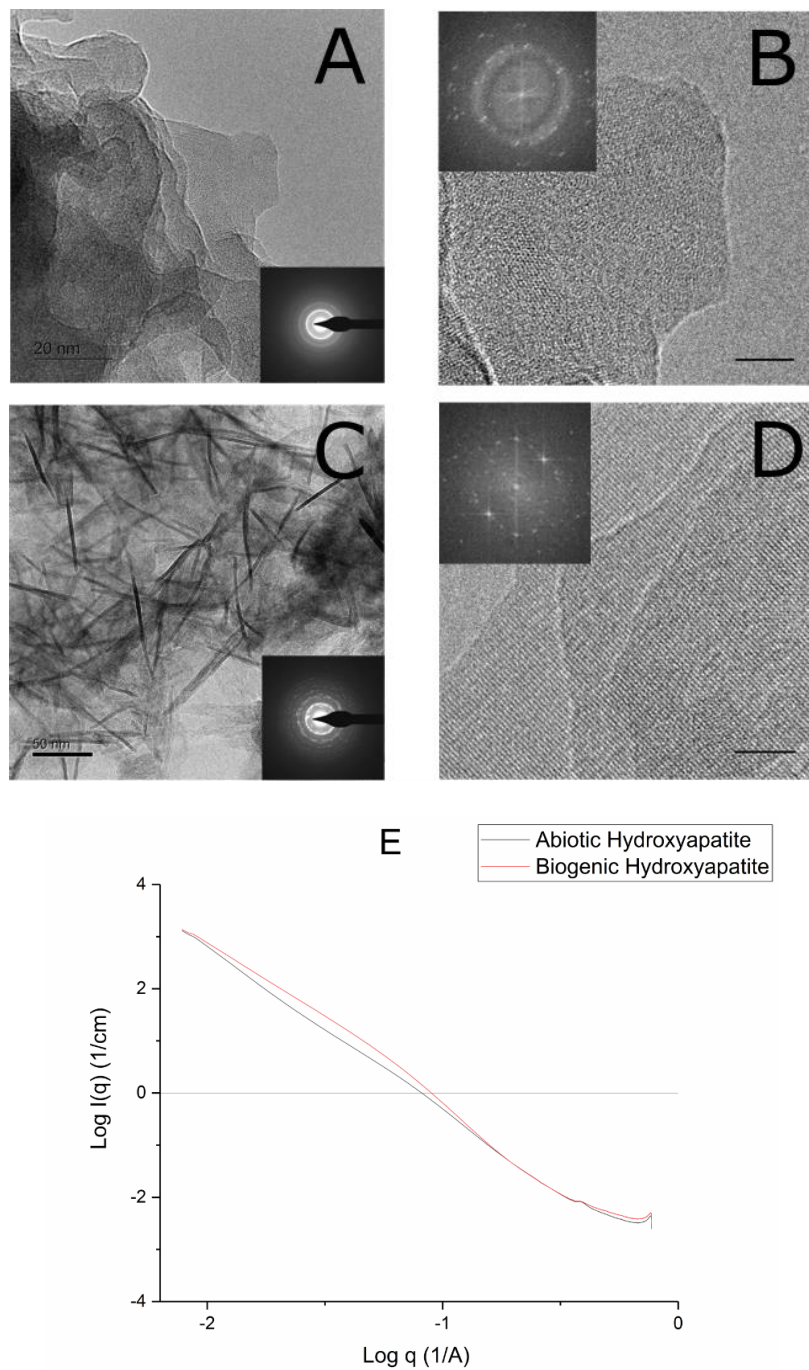 A
20 nm
B
C
50 nm
D
E
Abiotic Hydroxyapatite
Biogenic Hydroxyapatite
4
2
0
-2
-4
Log I(q) (1/cm)
-2
-1
0
Log q (1/A)